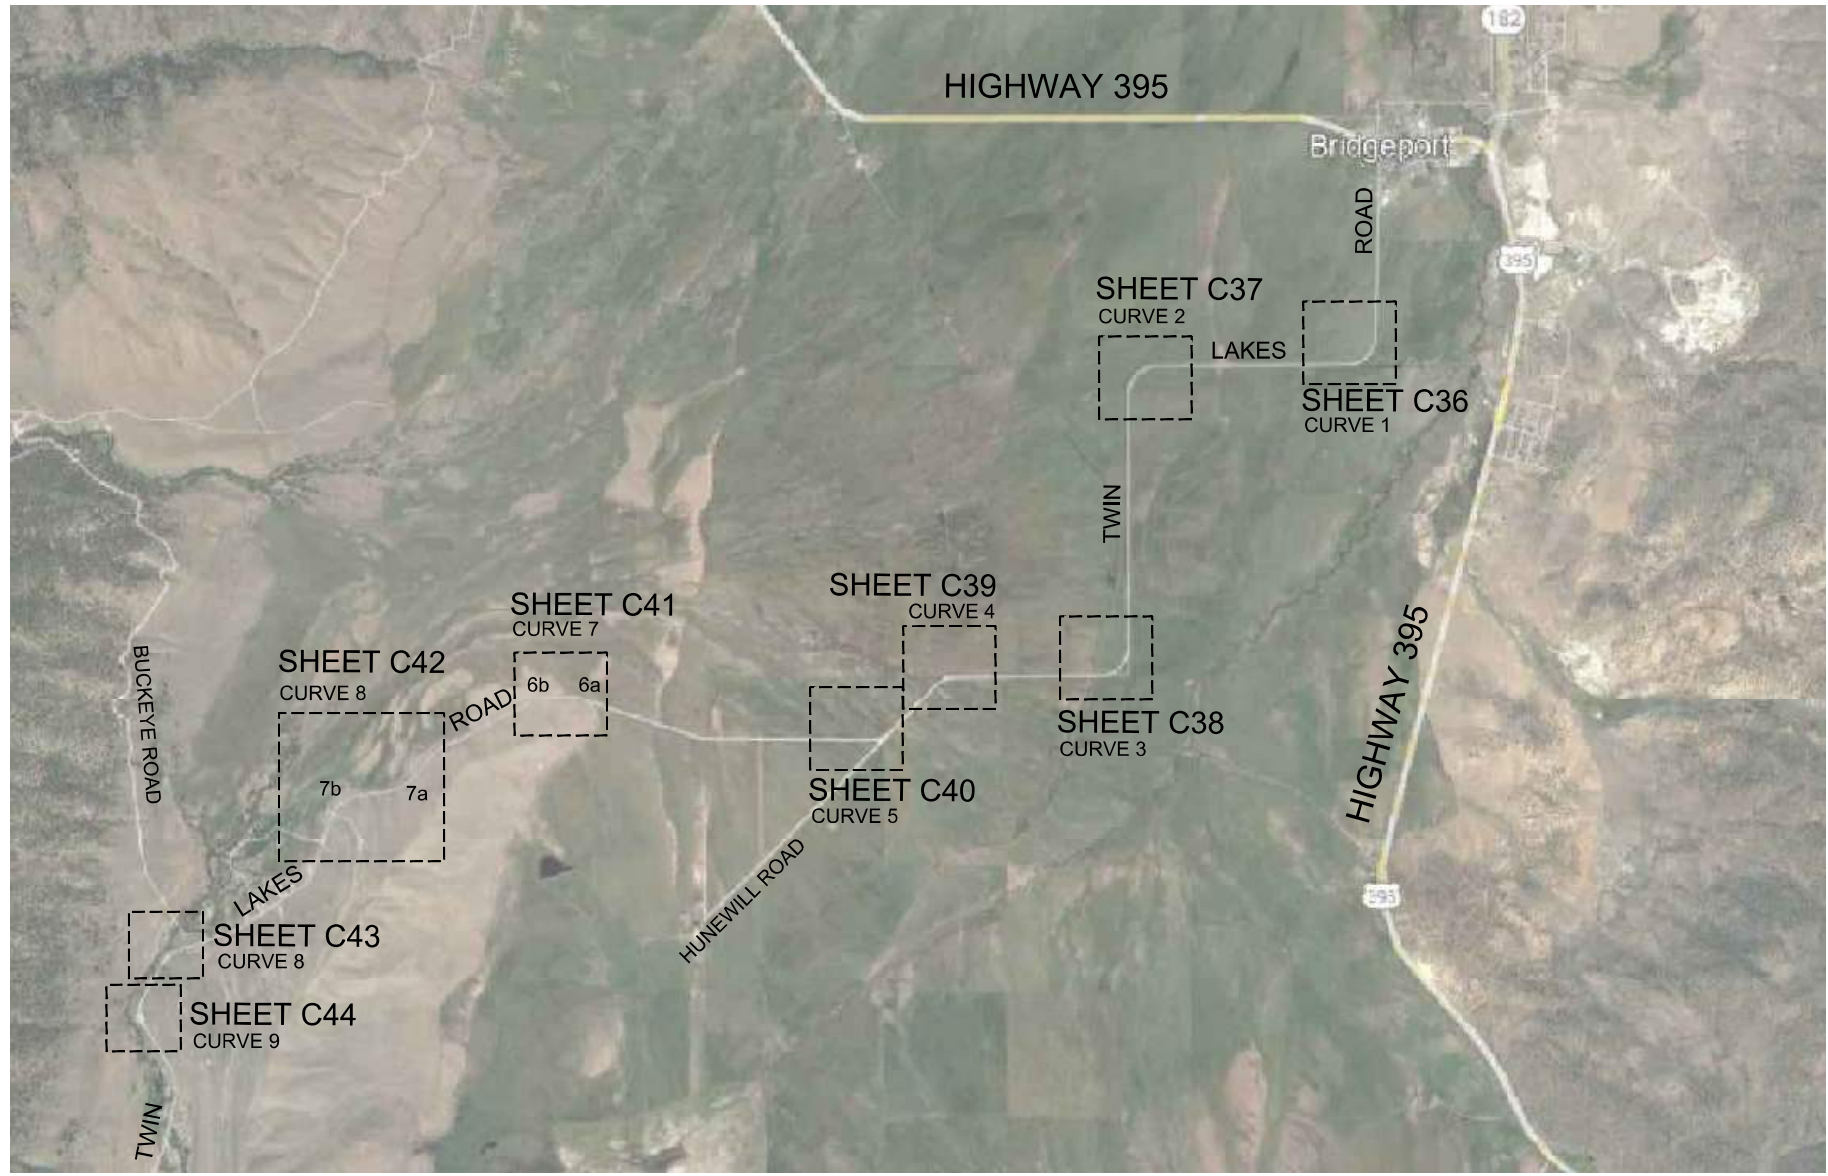 182
HIGHWAY 395
Bridgeport
ROAD
395
SHEET C37
CURVE 2
LAKES
SHEET C36
CURVE 1
TWIN
SHEET C39
CURVE 4
SHEET C41
CURVE 7
HIGHWAY 395
BUCKEYE ROAD
SHEET C42
CURVE 8
6b 6a
ROAD
SHEET C38
CURVE 3
7b 7a
SHEET C40
CURVE 5
HUNEWILL ROAD
LAKES
395
SHEET C43
CURVE 8
SHEET C44
CURVE 9
TWIN